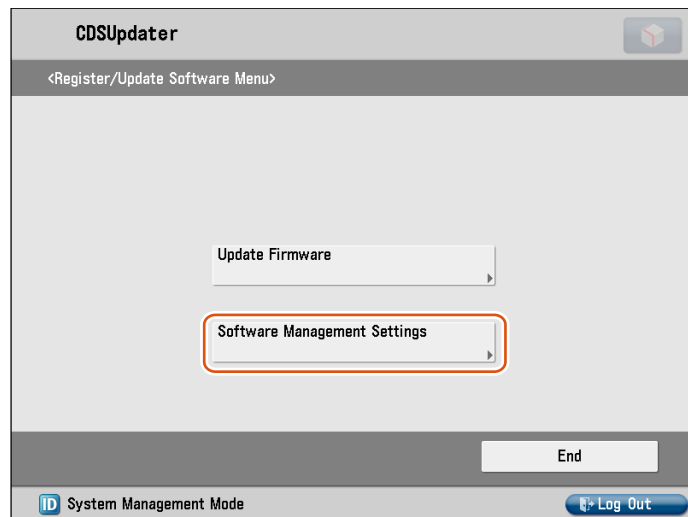 CDSUpdater
<Register/Update Software Menu>
Update Firmware
Software Management Settings
End
ID System Management Mode
Log Out